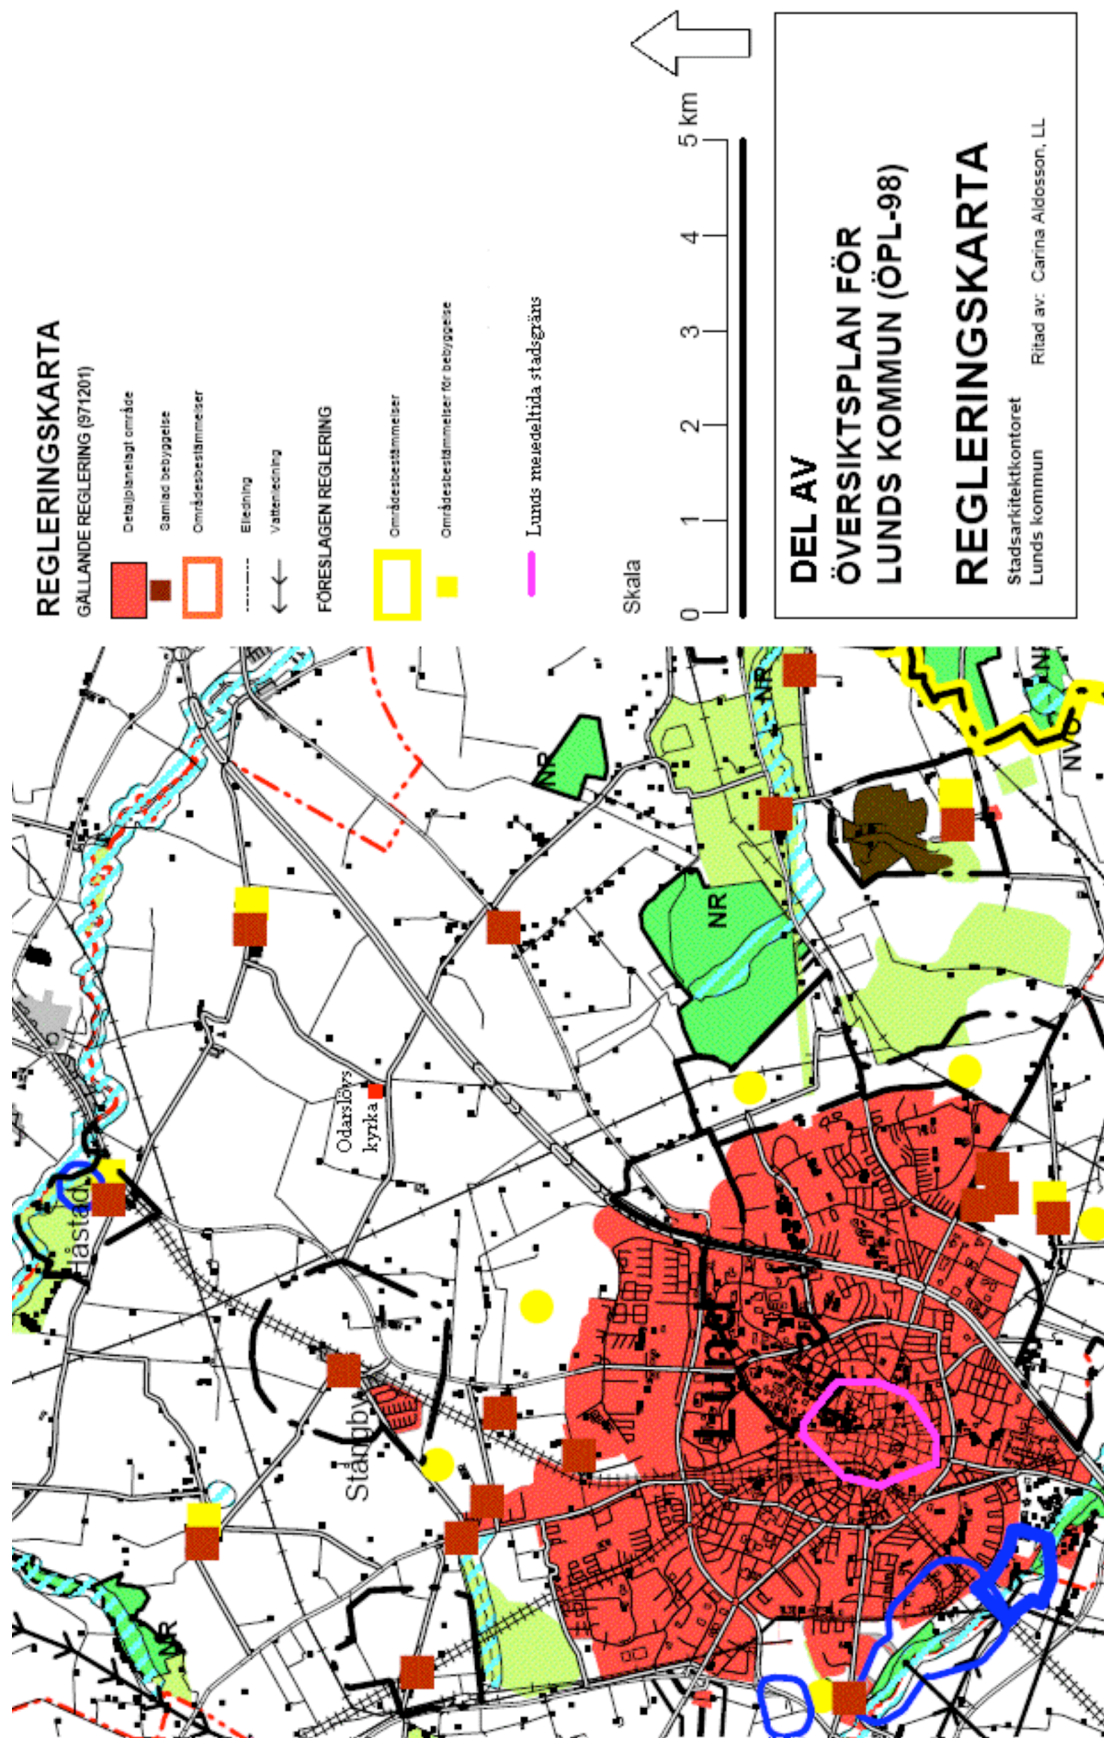 REGLERINGSKARTA
GÄLLANDE REGLERING (971201)
Detaljplanelagt område
Samlad bebyggelse
Områdesbestämmelser
Elledning
Vattenledning
FÖRESLAGEN REGLERING
Områdesbestämmelser
Områdesbestämmelser för bebyggelse
Lunds meledeltida stadsgräns
Skala
0 1 2 3 4 5 km
DEL AV
ÖVERSIKTSPLAN FÖR
LUNDS KOMMUN (ÖPL-98)
REGLERINGSKARTA
Stadsarkitektkontoret
Lunds kommun Ritad av: Carina Aldosson, LL
Håstad
Odarslövs
kyrka
Stångby
Lund
NR
NR
NR
NR